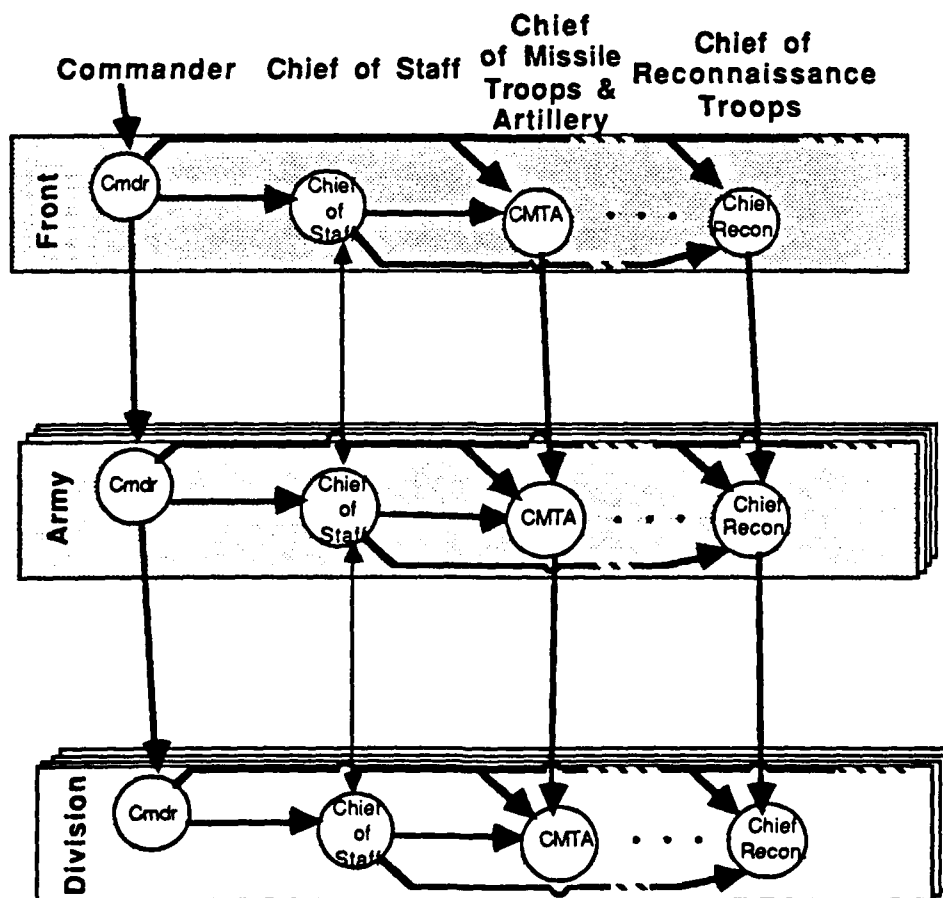 Commander
Chief of Staff
Chief
of Missile
Troops &
Artillery
Chief of
Reconnaissance
Troops
Front
Cmdr
Chief
of
Staff
CMTA
Chief
Recon.
Army
Cmdr
Chief
of
Staff
CMTA
Chief
Recon.
Division
Cmdr
Chief
of
Staff
CMTA
Chief
Recon.